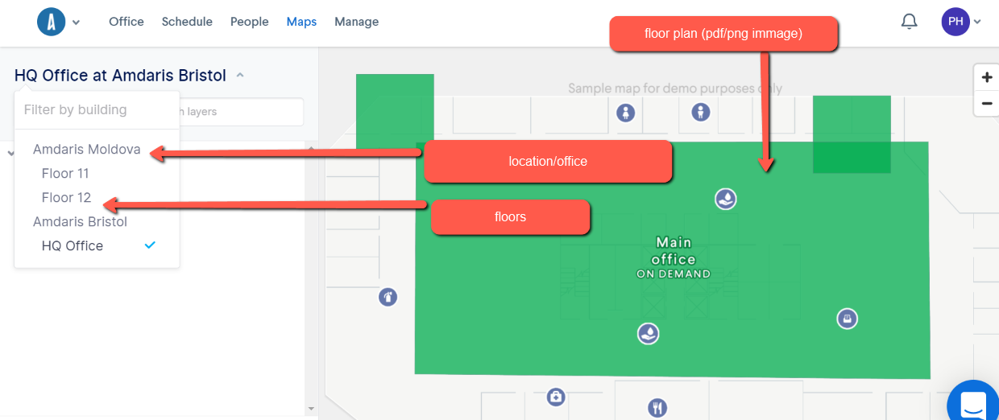 Office Schedule People Maps Manage
PH
floor plan (pdf/png immage)
HQ Office at Amdaris Bristol
Sample map for demo purposes only
Filter by building
h layers
Amdaris Moldova
location/office
Floor 11
Floor 12
floors
Amdaris Bristol
HQ Office
Main
office
ON DEMAND